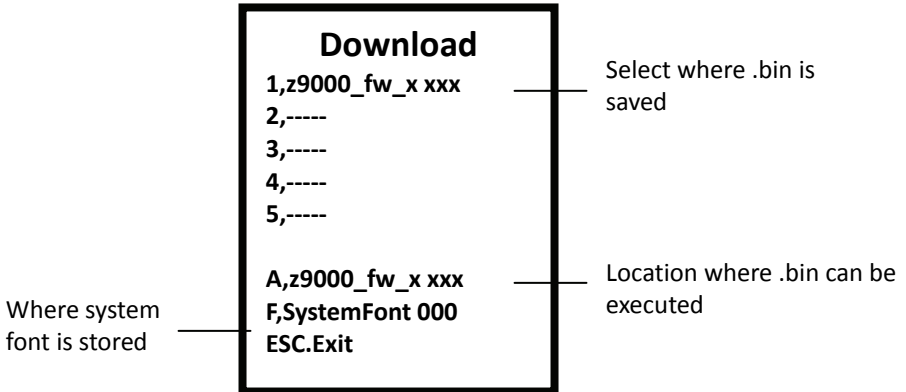 Download
1,z9000_fw_x xxx
2,-----
3,-----
4,-----
5,-----
A,z9000_fw_x xxx
F,SystemFont 000
ESC.Exit
Select where .bin is
saved
Location where .bin can be
executed
Where system
font is stored